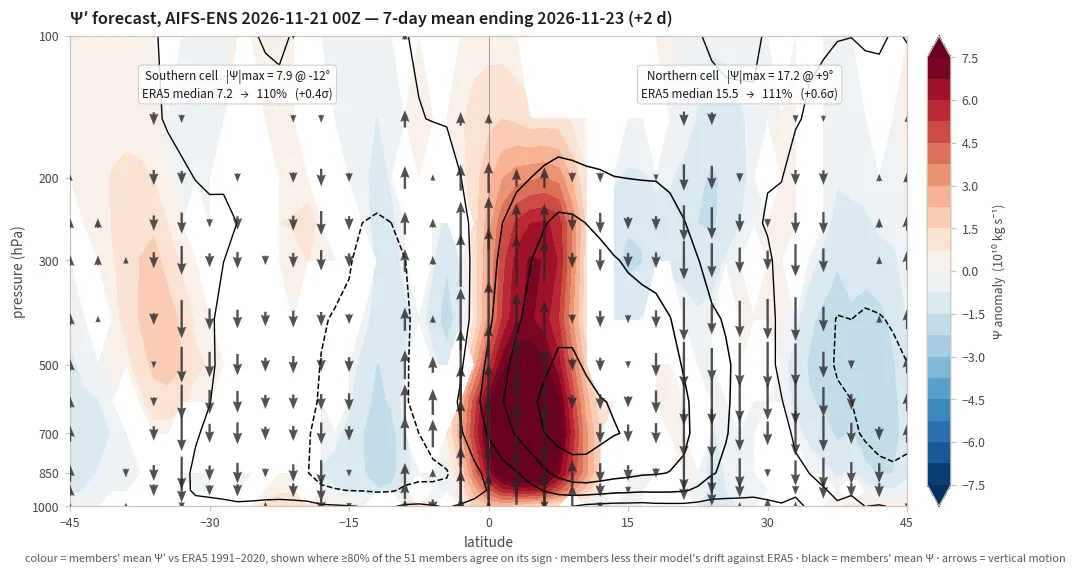 Ψ′ forecast, AIFS-ENS 2026-11-21 00Z — 7-day mean ending 2026-11-23 (+2 d)
Southern cell |Ψ|max = 7.9 @ -12°
ERA5 median 7.2 → 110% (+0.4σ)
Northern cell |Ψ|max = 17.2 @ +9°
ERA5 median 15.5 → 111% (+0.6σ)
pressure (hPa)
100
200
300
400
500
700
850
1000
−45
−30
−15
0
15
30
45
latitude
7.5
6.0
4.5
3.0
1.5
0.0
−1.5
−3.0
−4.5
−6.0
−7.5
Ψ anomaly (10¹⁰ kg s⁻¹)
colour = members' mean Ψ′ vs ERA5 1991–2020, shown where ≥80% of the 51 members agree on its sign · members less their model's drift against ERA5 · black = members' mean Ψ · arrows = vertical motion